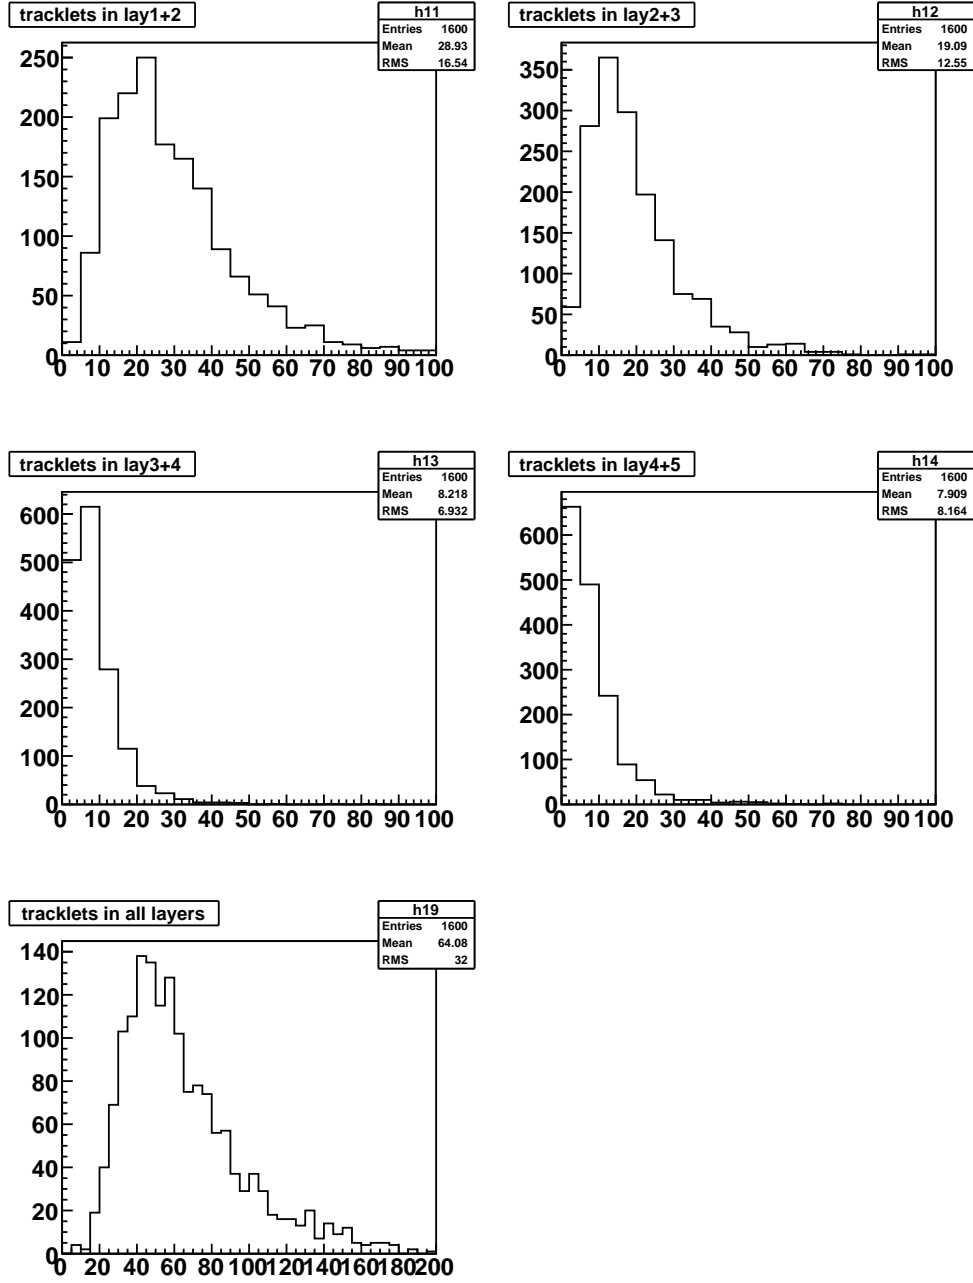 tracklets in lay1+2
h11
Entries 1600
Mean 28.93
RMS 16.54
250
200
150
100
50
0
0 10 20 30 40 50 60 70 80 90 100
tracklets in lay2+3
h12
Entries 1600
Mean 19.09
RMS 12.55
350
300
250
200
150
100
50
0
0 10 20 30 40 50 60 70 80 90 100
tracklets in lay3+4
h13
Entries 1600
Mean 8.218
RMS 6.932
600
500
400
300
200
100
0
0 10 20 30 40 50 60 70 80 90 100
tracklets in lay4+5
h14
Entries 1600
Mean 7.909
RMS 8.164
600
500
400
300
200
100
0
0 10 20 30 40 50 60 70 80 90 100
tracklets in all layers
h19
Entries 1600
Mean 64.08
RMS 32
140
120
100
80
60
40
20
0
0 20 40 60 80 100 120 140 160 180 200